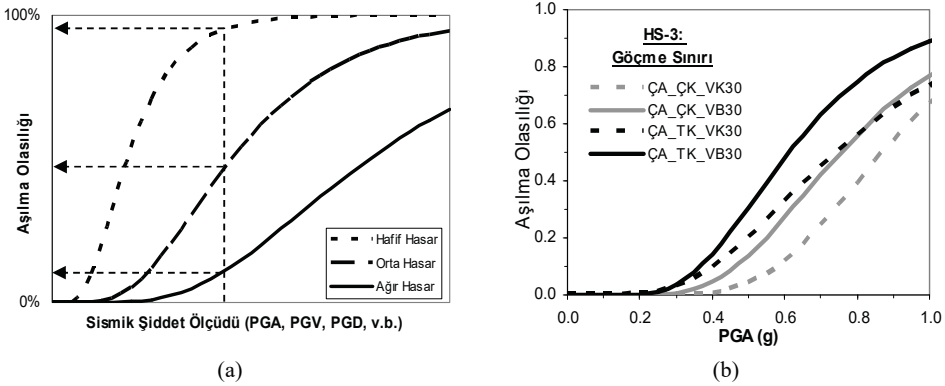 100%
0%
Aşılma Olasılığı
Hafif Hasar
Orta Hasar
Ağır Hasar
Sismik Şiddet Ölçüdü (PGA, PGV, PGD, v.b.)
(a)
1.0
0.8
0.6
0.4
0.2
0.0
Aşılma Olasılığı
HS-3:
Göçme Sınırı
ÇA_ÇK_VK30
ÇA_ÇK_VB30
ÇA_TK_VK30
ÇA_TK_VB30
0.0 0.2 0.4 0.6 0.8 1.0
PGA (g)
(b)